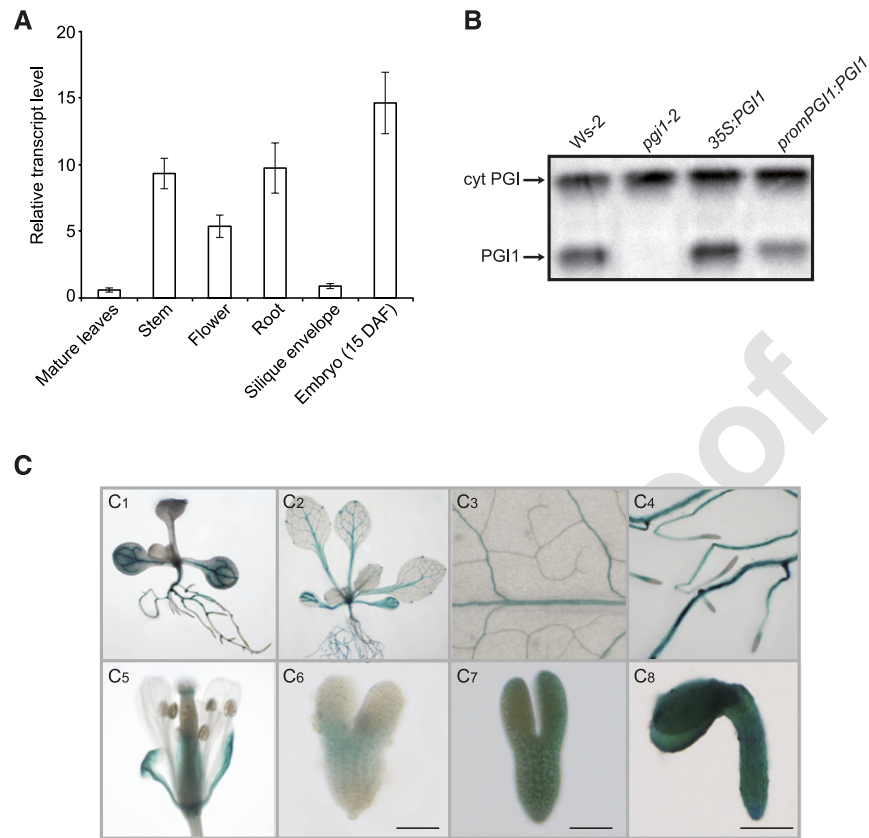 A
B
Relative transcript level
20
15
10
5
0
Mature leaves
Stem
Flower
Root
Silique envelope
Embryo (15 DAF)
Ws-2
pgi1-2
35S:PGI1
promPGI1:PGI1
cyt PGI
PGI1
C
C1
C2
C3
C4
C5
C6
C7
C8
oof